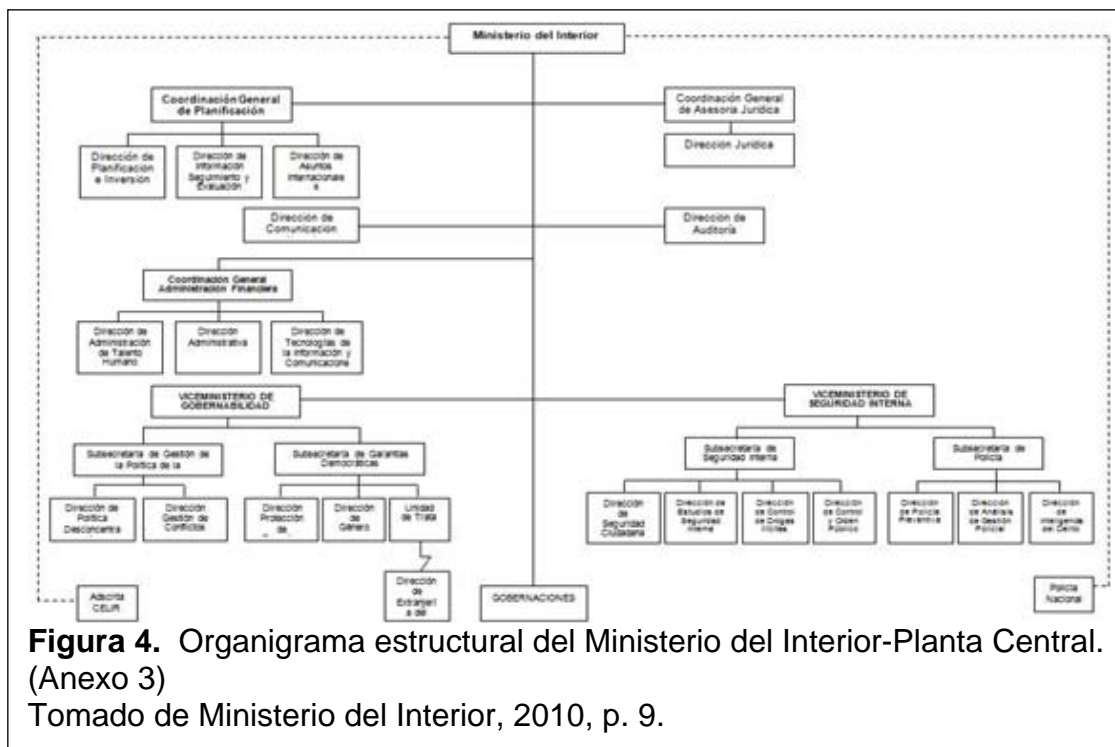 Ministerio del Interior
Coordinación General
de Planificación
Coordinación General
de Asesoría Jurídica
Dirección de
Planificación
e Inversión
Dirección de
Información
Seguimiento y
Evaluación
Dirección de
Asuntos
Internacionale
s
Dirección Jurídica
Dirección de
Comunicación
Dirección de
Auditoría
Coordinación General
Administración Financiera
Dirección de
Administración
de Talento
Humano
Dirección
Administrativa
Dirección de
Tecnologías de
la Información y
Comunicacione
VICEMINISTERIO DE
GOBERNABILIDAD
VICEMINISTERIO DE
SEGURIDAD INTERNA
Subsecretaría de Gestión de
la Política de la
Subsecretaría de Garantías
Democráticas
Subsecretaría de
Seguridad Interna
Subsecretaría de
Policía
Dirección de
Política
Desconcentra
Dirección
Gestión de
Conflictos
Dirección
Protección
de
Dirección
de
Género
Unidad
de Trata
Dirección
de
Seguridad
Ciudadana
Dirección de
Estudios de
Seguridad
Interna
Dirección
de Control
de Drogas
Ilícitas
Dirección
de Control
y Orden
Público
Dirección
de Policía
Preventiva
Dirección
de Análisis
de Gestión
Policial
Dirección de
Inteligencia
del Delito
Adscrita
Dirección
de
Extranjerí
a del
GOBERNACIONES
Policía
Nacional
Figura 4. Organigrama estructural del Ministerio del Interior-Planta Central.
(Anexo 3)
Tomado de Ministerio del Interior, 2010, p. 9.